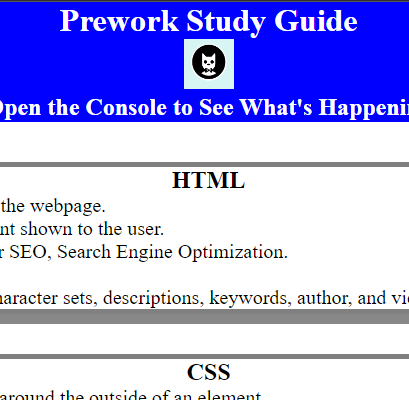 Prework Study Guide
Open the Console to See What's Happeni
HTML
the webpage.
nt shown to the user.
r SEO, Search Engine Optimization.
haracter sets, descriptions, keywords, author, and vi
CSS
around the outside of an element